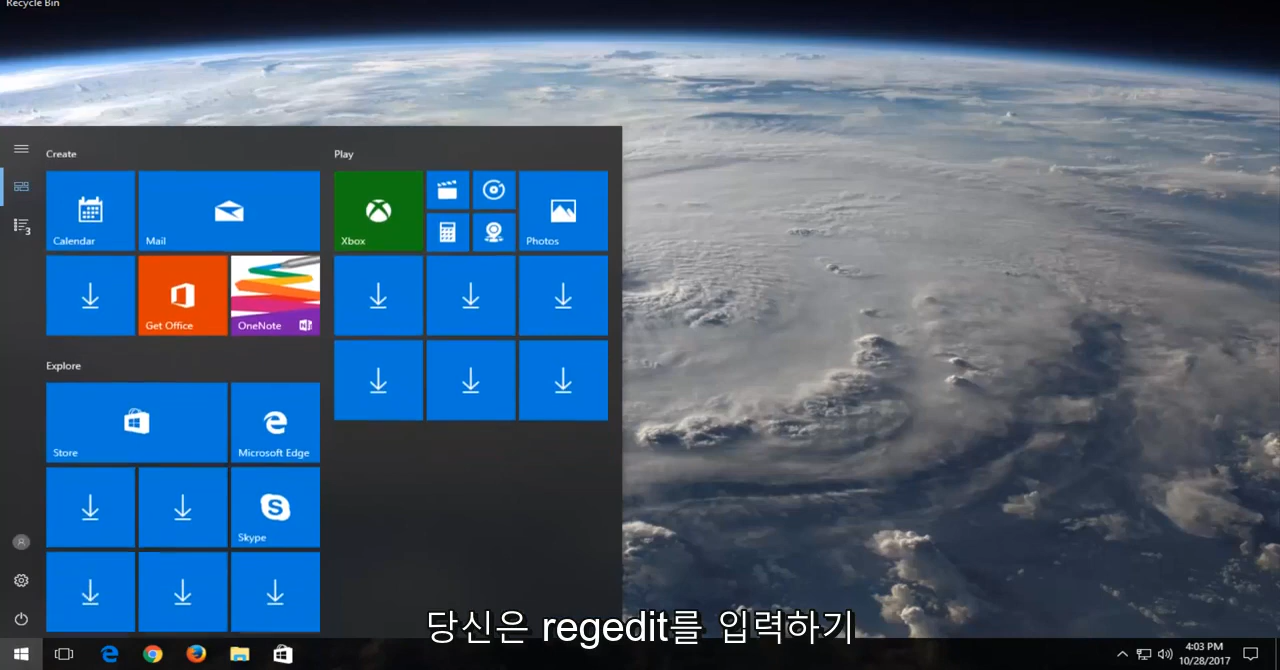 Recycle Bin
Create
Play
Calendar
Mail
Xbox
Photos
Get Office
OneNote
Explore
Store
Microsoft Edge
Skype
당신은 regedit를 입력하기
4:03 PM
10/28/2017